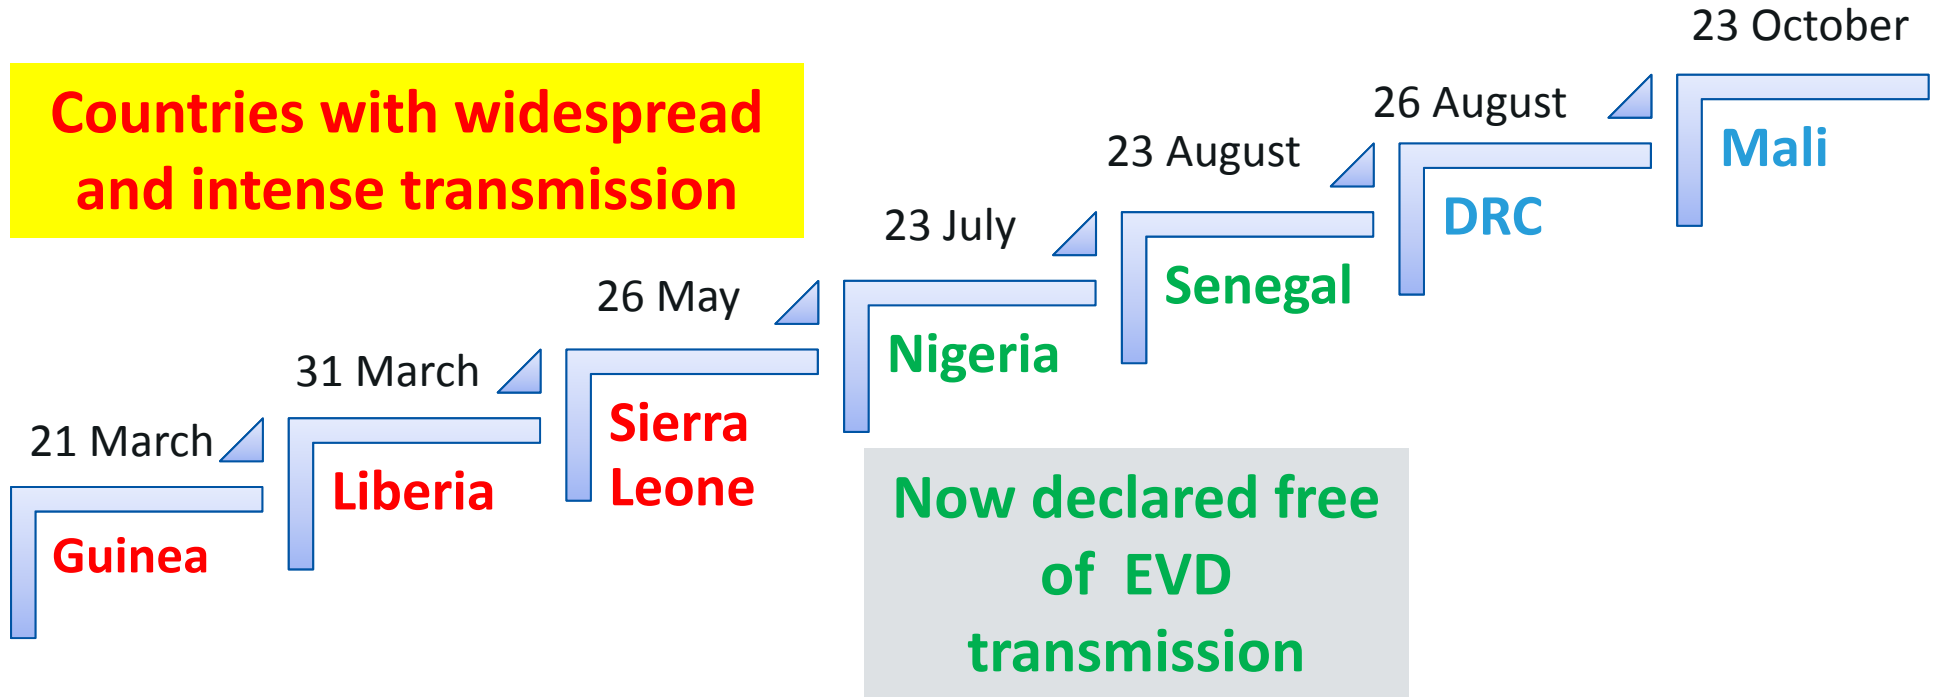 Countries with widespread
and intense transmission
21 March
Guinea
31 March
Liberia
26 May
Sierra
Leone
23 July
Nigeria
23 August
Senegal
26 August
DRC
23 October
Mali
Now declared free
of EVD
transmission